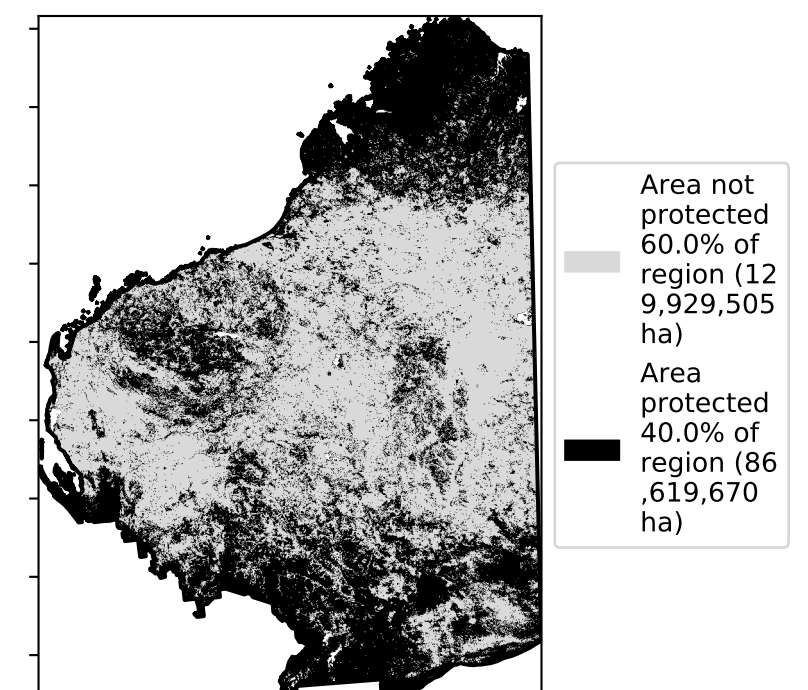 Area not
protected
60.0% of
region (12
9,929,505
ha)
Area
protected
40.0% of
region (86
,619,670
ha)